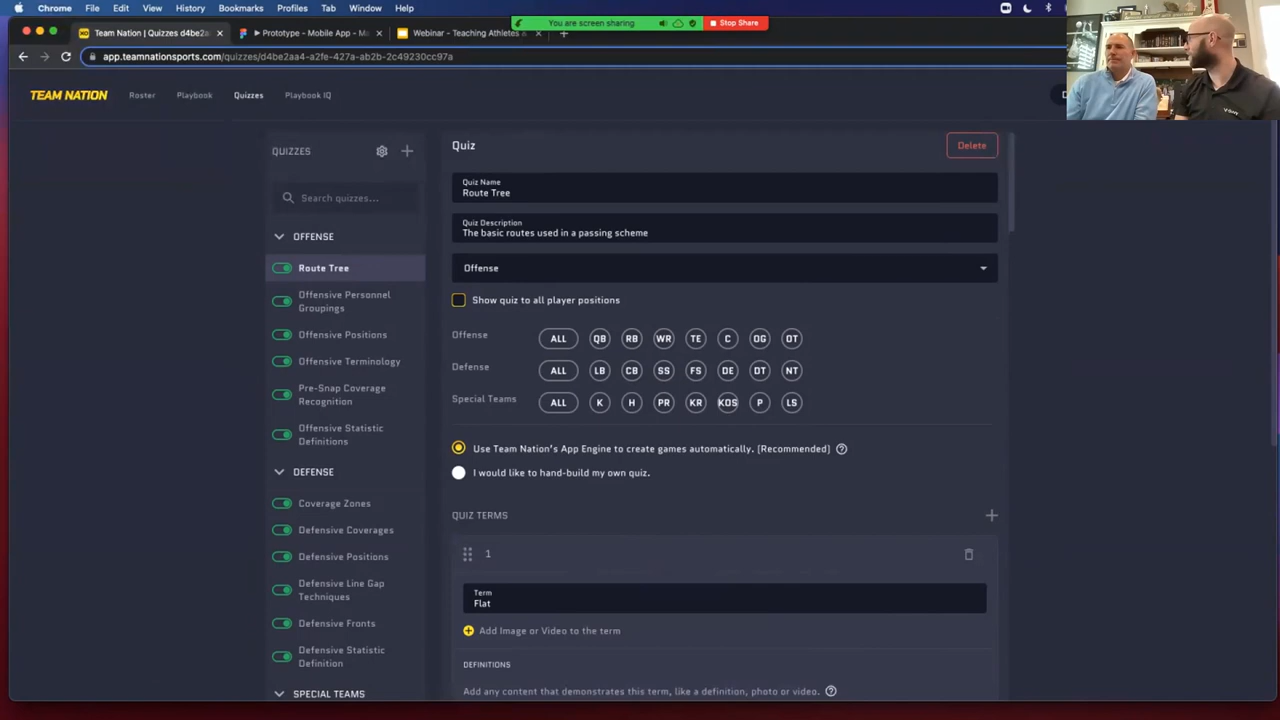 Chrome File Edit View History Bookmarks Profiles Tab Window Help
You are screen sharing Stop Share
Team Nation | Quizzes d4be2a
Prototype - Mobile App - M
Webinar - Teaching Athletes &
app.teamnationsports.com/quizzes/d4be2aa4-a2fe-427a-ab2b-2c49230cc97a
TEAM NATION Roster Playbook Quizzes Playbook IQ
QUIZZES
Search quizzes...
OFFENSE
Route Tree
Offensive Personnel
Groupings
Offensive Positions
Offensive Terminology
Pre-Snap Coverage
Recognition
Offensive Statistic
Definitions
DEFENSE
Coverage Zones
Defensive Coverages
Defensive Positions
Defensive Line Gap
Techniques
Defensive Fronts
Defensive Statistic
Definition
SPECIAL TEAMS
Quiz
Delete
Quiz Name
Route Tree
Quiz Description
The basic routes used in a passing scheme
Offense
Show quiz to all player positions
Offense ALL QB RB WR TE C OG OT
Defense ALL LB CB SS FS DE DT NT
Special Teams ALL K H PR KR KOS P LS
Use Team Nation's App Engine to create games automatically. (Recommended) ?
I would like to hand-build my own quiz.
QUIZ TERMS
1
Term
Flat
Add Image or Video to the term
DEFINITIONS
Add any content that demonstrates this term, like a definition, photo or video. ?